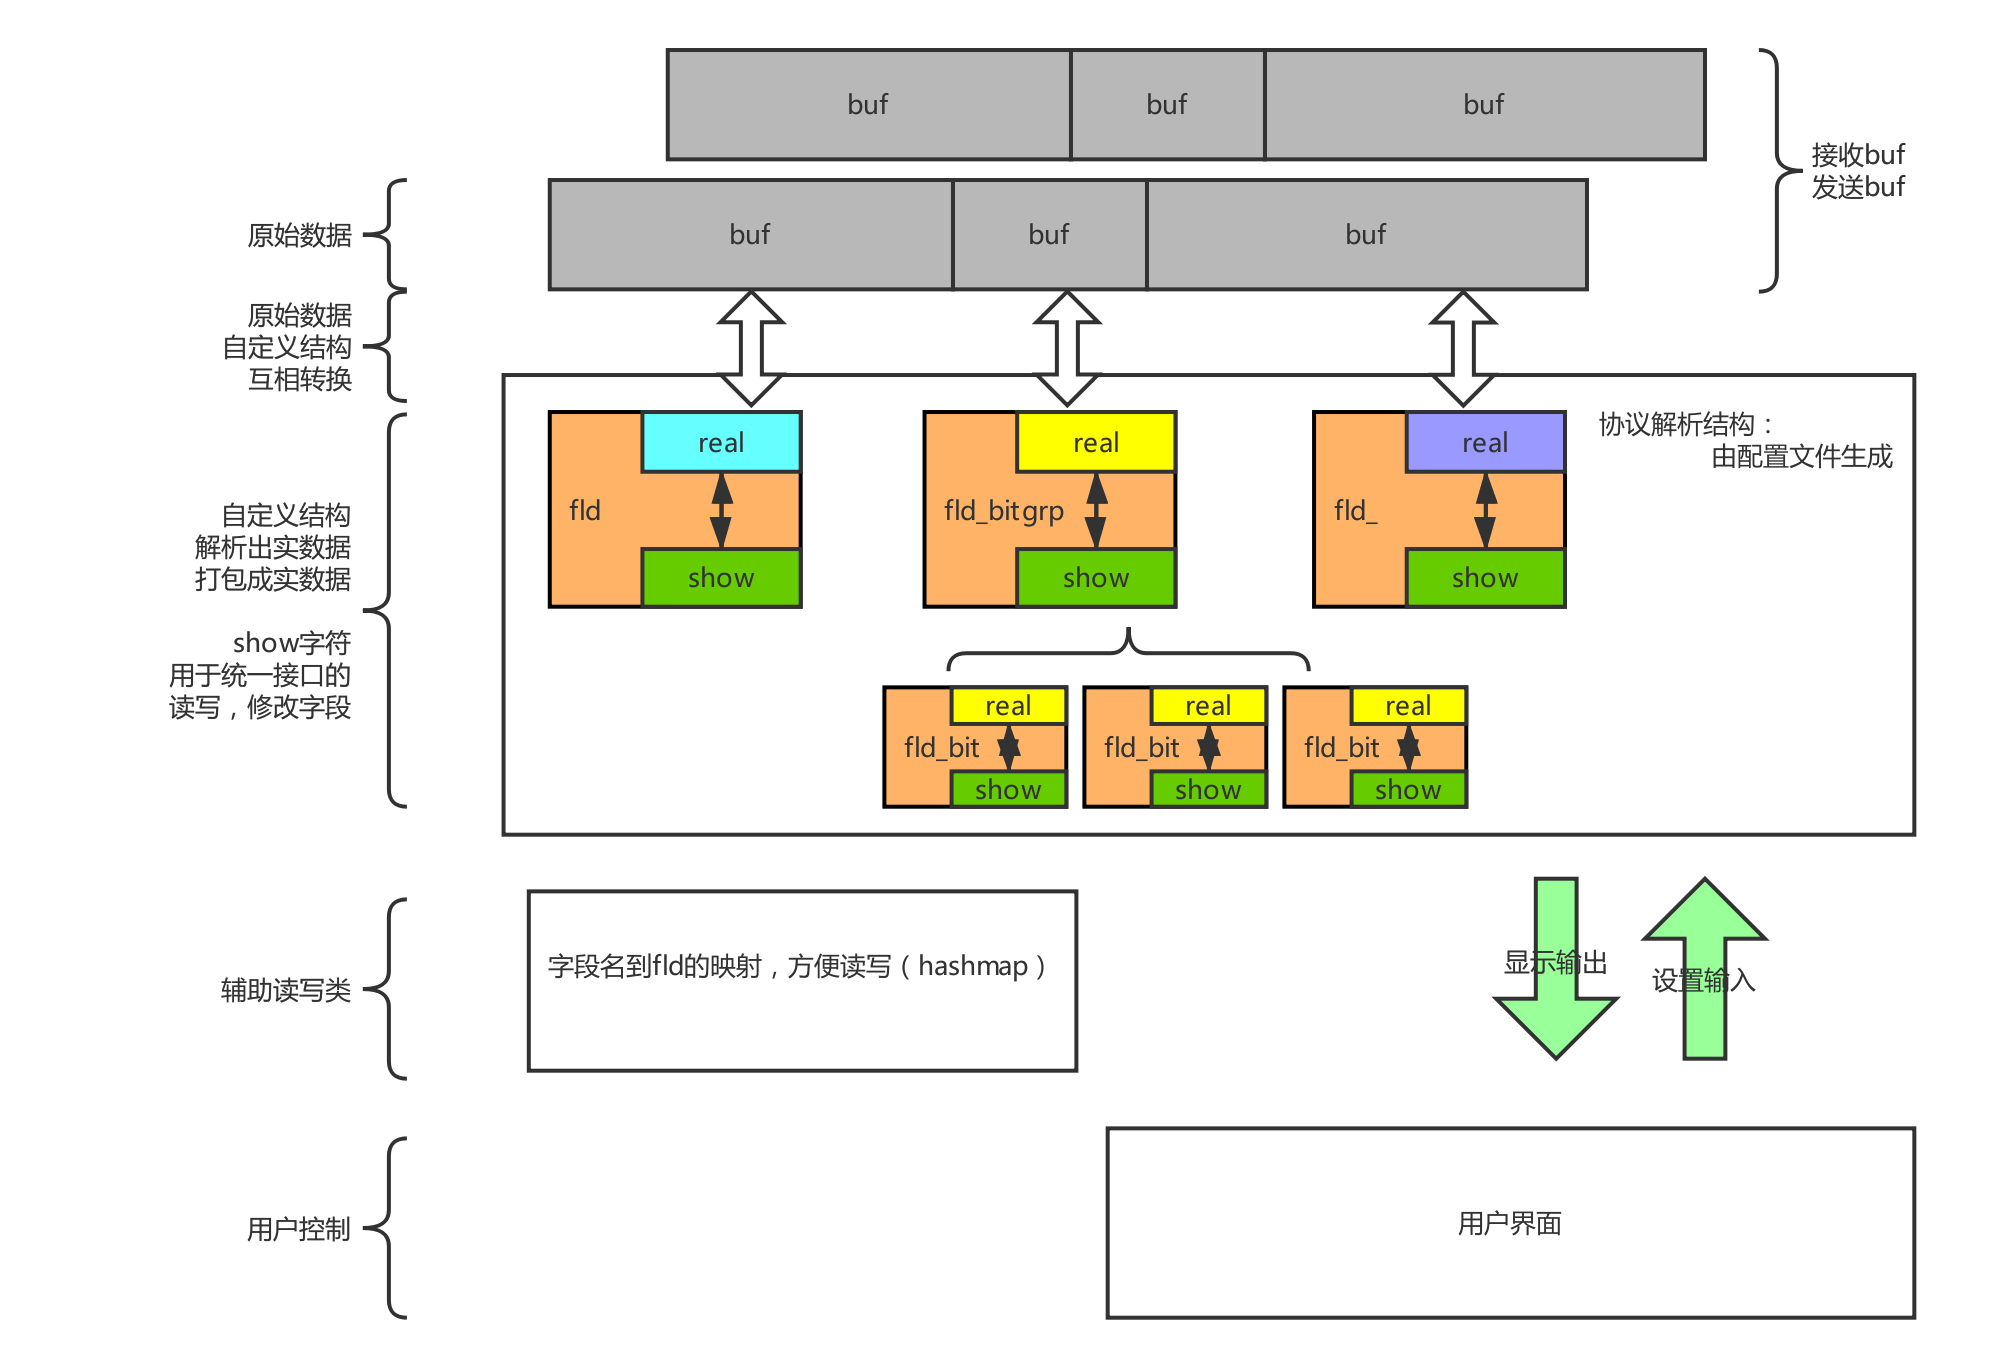 buf
buf
buf
接收buf
发送buf
原始数据
buf
buf
buf
原始数据
自定义结构
互相转换
real
fld
show
real
fld_bitgrp
show
real
fld_
show
协议解析结构：
由配置文件生成
自定义结构
解析出实数据
打包成实数据
show字符
用于统一接口的
读写，修改字段
real
fld_bit
show
real
fld_bit
show
real
fld_bit
show
辅助读写类
字段名到fld的映射，方便读写（hashmap）
显示输出
设置输入
用户控制
用户界面